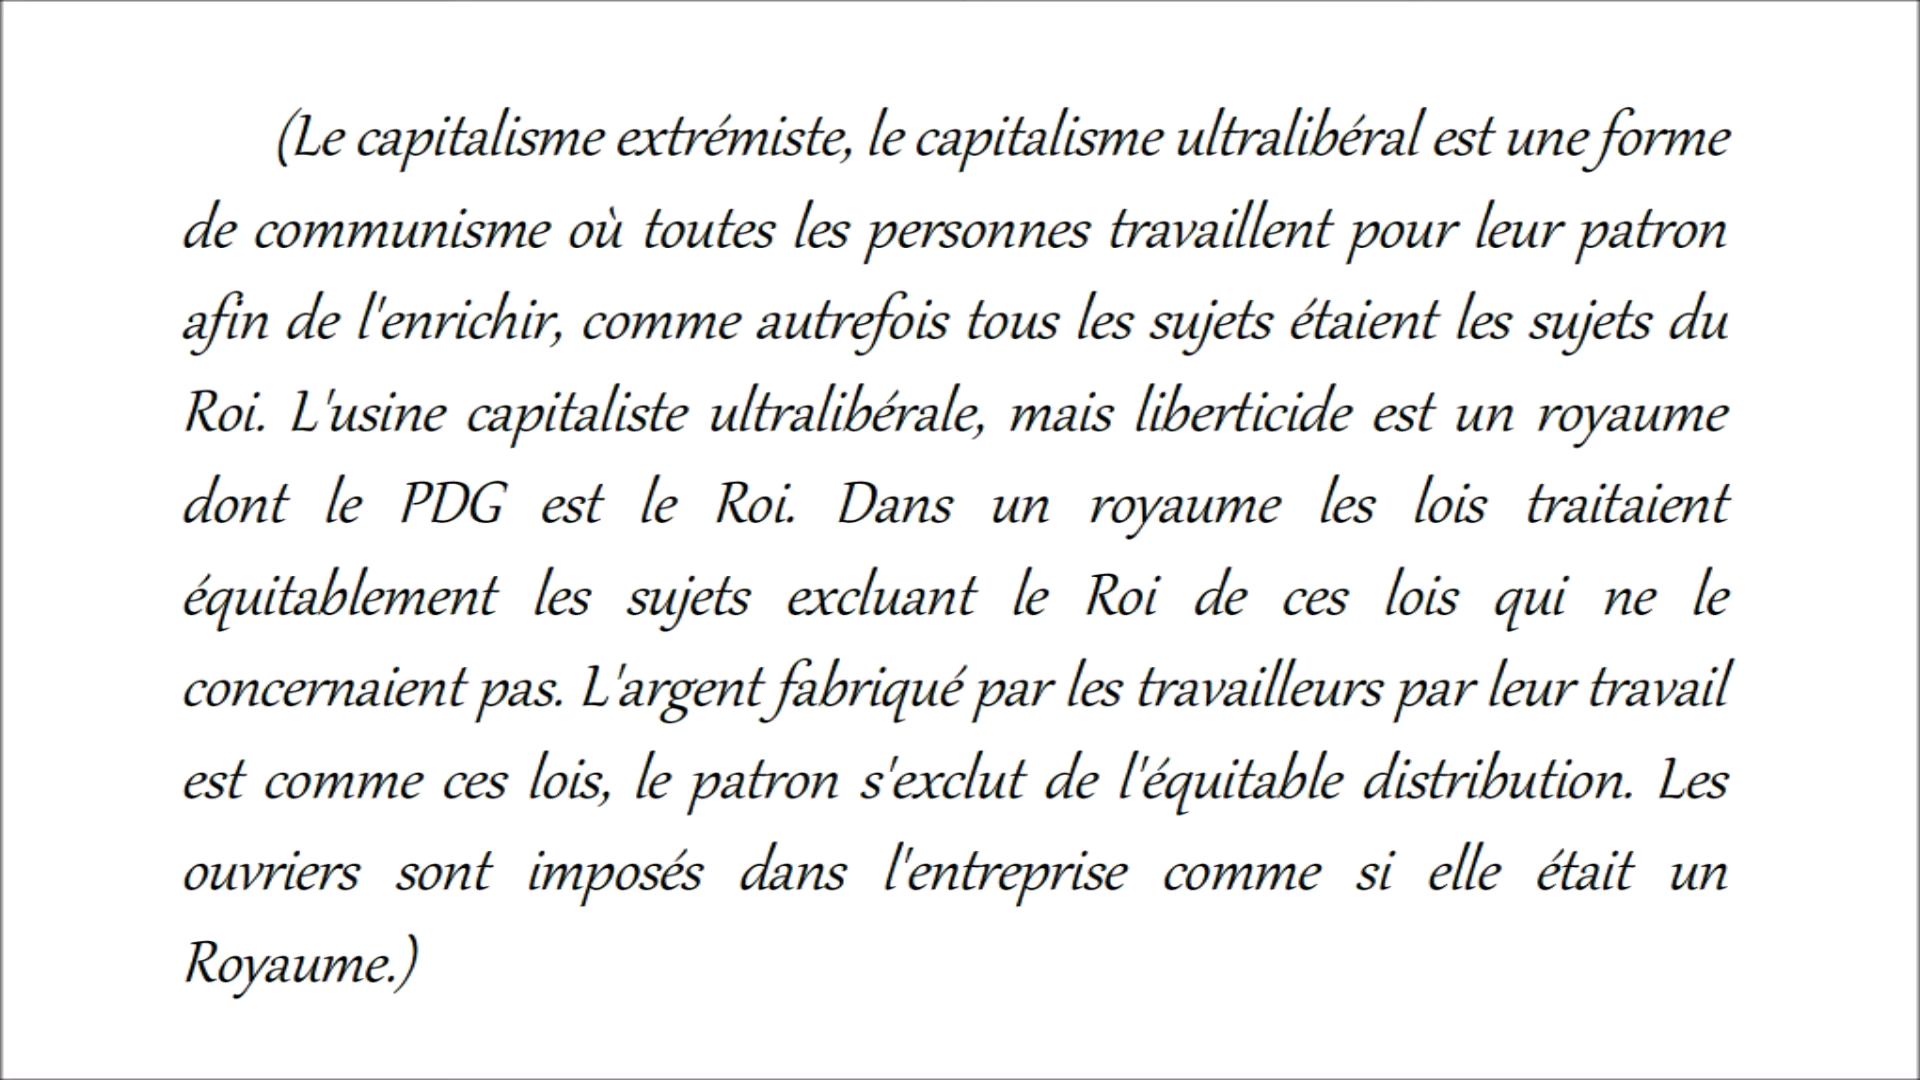 (Le capitalisme extrémiste, le capitalisme ultralibéral est une forme
de communisme où toutes les personnes travaillent pour leur patron
afin de l'enrichir, comme autrefois tous les sujets étaient les sujets du
Roi. L'usine capitaliste ultralibérale, mais liberticide est un royaume
dont le PDG est le Roi. Dans un royaume les lois traitaient
équitablement les sujets excluant le Roi de ces lois qui ne le
concernaient pas. L'argent fabriqué par les travailleurs par leur travail
est comme ces lois, le patron s'exclut de l'équitable distribution. Les
ouvriers sont imposés dans l'entreprise comme si elle était un
Royaume.)